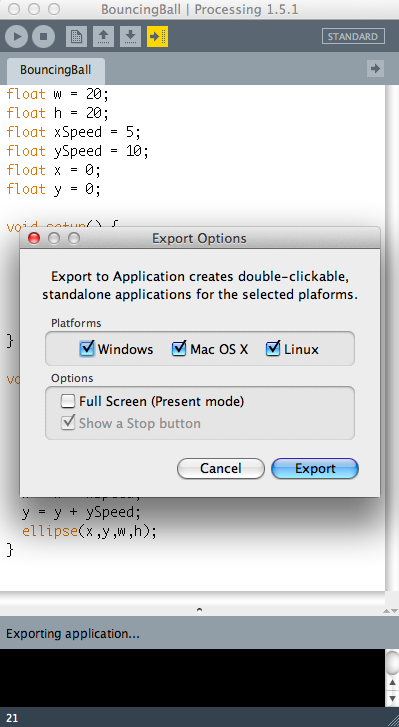 BouncingBall | Processing 1.5.1
STANDARD
BouncingBall
float w = 20;
float h = 20;
float xSpeed = 5;
float ySpeed = 10;
float x = 0;
float y = 0;
void setup() {
Export Options
Export to Application creates double-clickable,
standalone applications for the selected plaforms.
Platforms
Windows Mac OS X Linux
}
vo
Options
Full Screen (Present mode)
Show a Stop button
Cancel Export
y = y + ySpeed;
ellipse(x,y,w,h);
}
Exporting application...
21